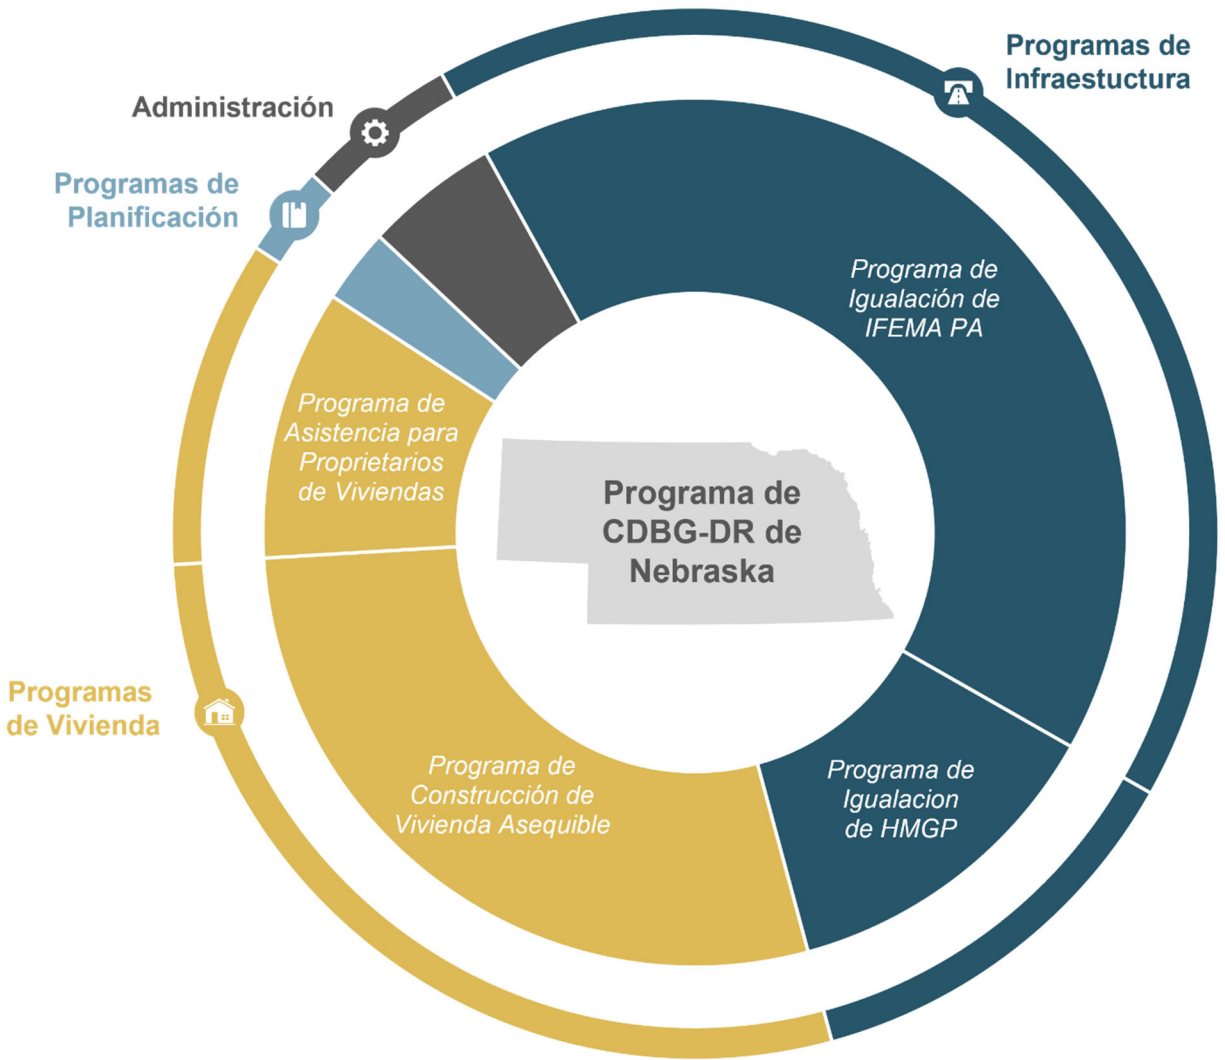 Programas de
Infraestuctura
Administración
Programas de
Planificación
Programa de
Igualación de
IFEMA PA
Programa de
Asistencia para
Proprietarios
de Viviendas
Programa de
CDBG-DR de
Nebraska
Programas
de Vivienda
Programa de
Construcción de
Vivienda Asequible
Programa de
Igualacion
de HMGP